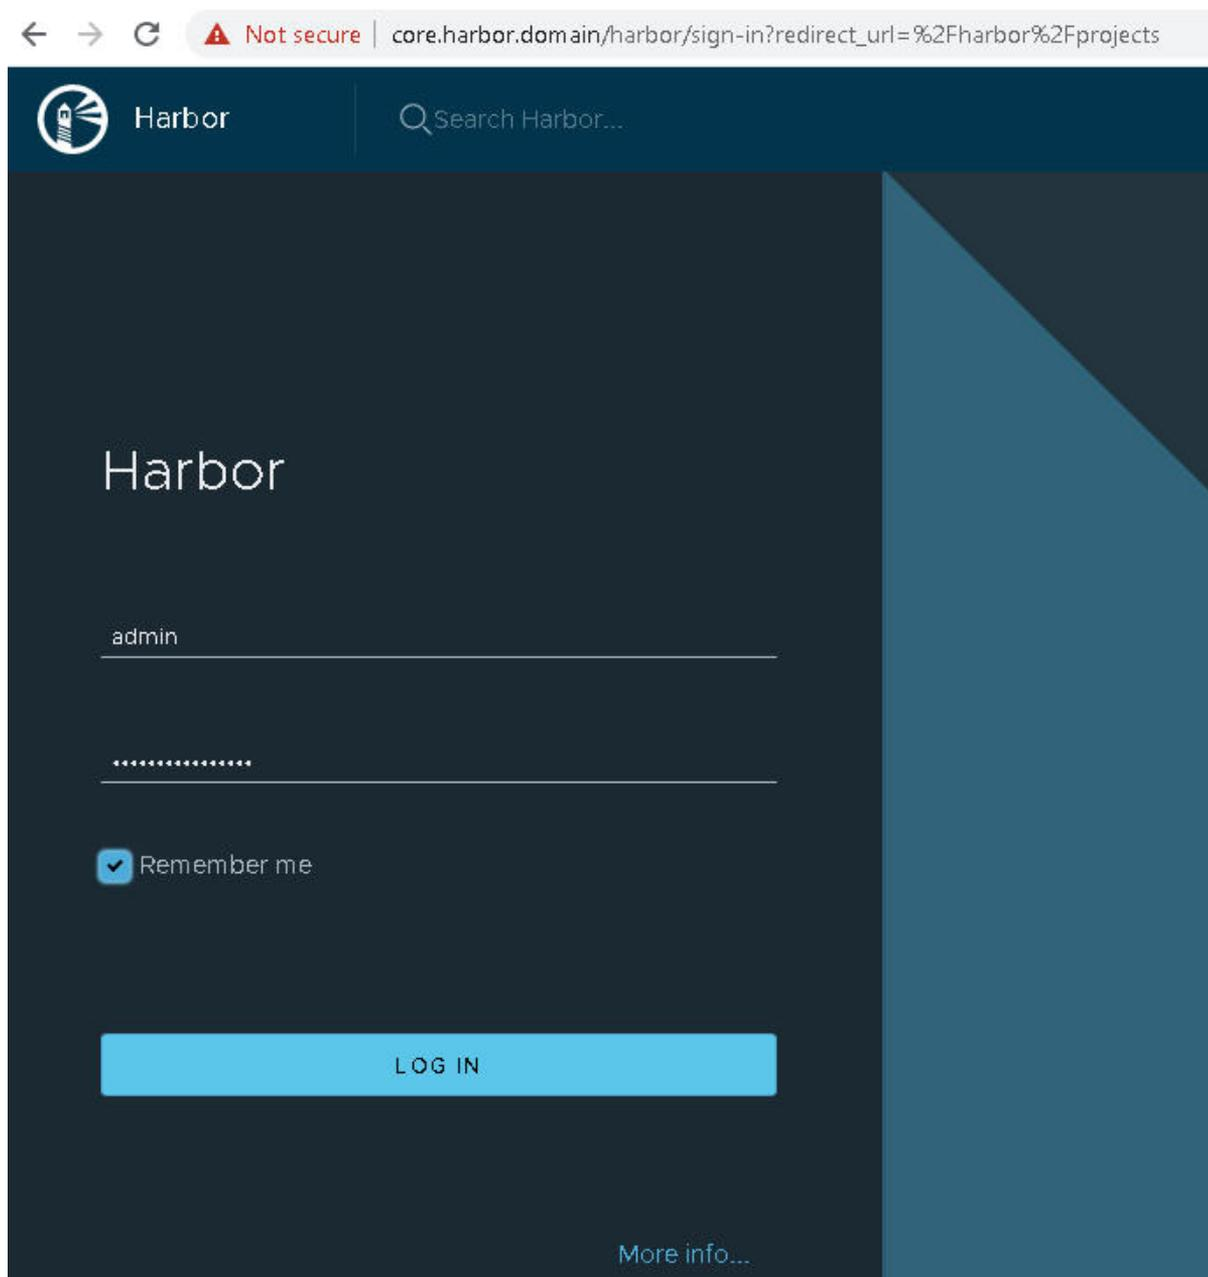 Not secure | core.harbor.domain/harbor/sign-in?redirect_url=%2Fharbor%2Fprojects
Harbor Search Harbor...
Harbor
admin
••••••••••••••••
Remember me
LOG IN
More info...